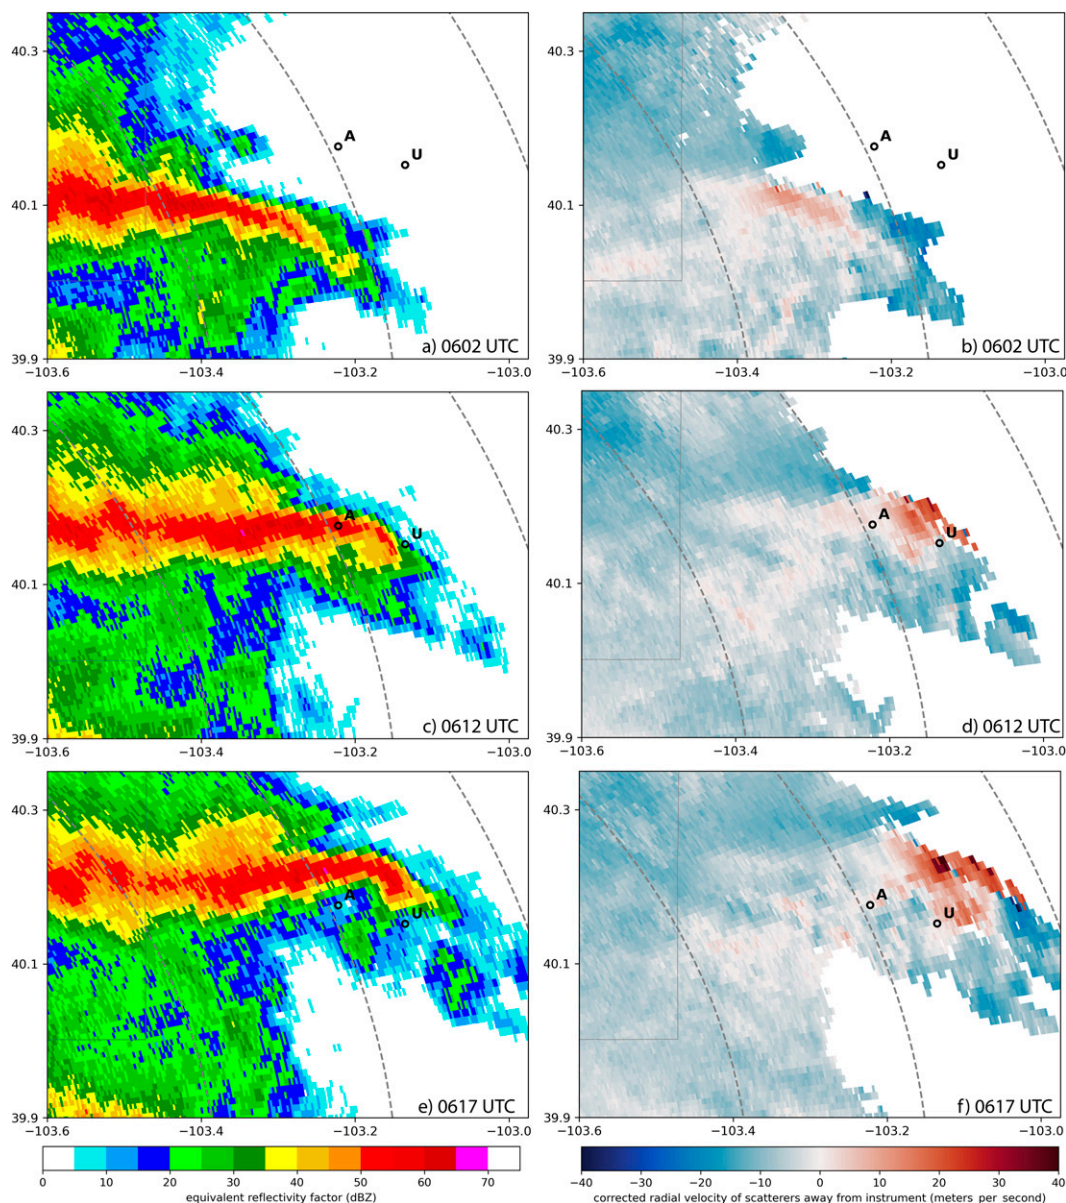 40.3
A
U
40.1
39.9
a) 0602 UTC
−103.6
−103.4
−103.2
−103.0
40.3
A
U
40.1
39.9
b) 0602 UTC
−103.6
−103.4
−103.2
−103.0
40.3
A
U
40.1
39.9
c) 0612 UTC
−103.6
−103.4
−103.2
−103.0
40.3
A
U
40.1
39.9
d) 0612 UTC
−103.6
−103.4
−103.2
−103.0
40.3
A
U
40.1
39.9
e) 0617 UTC
−103.6
−103.4
−103.2
−103.0
40.3
A
U
40.1
39.9
f) 0617 UTC
−103.6
−103.4
−103.2
−103.0
0 10 20 30 40 50 60 70
equivalent reflectivity factor (dBZ)
−40 −30 −20 −10 0 10 20 30 40
corrected radial velocity of scatterers away from instrument (meters per second)